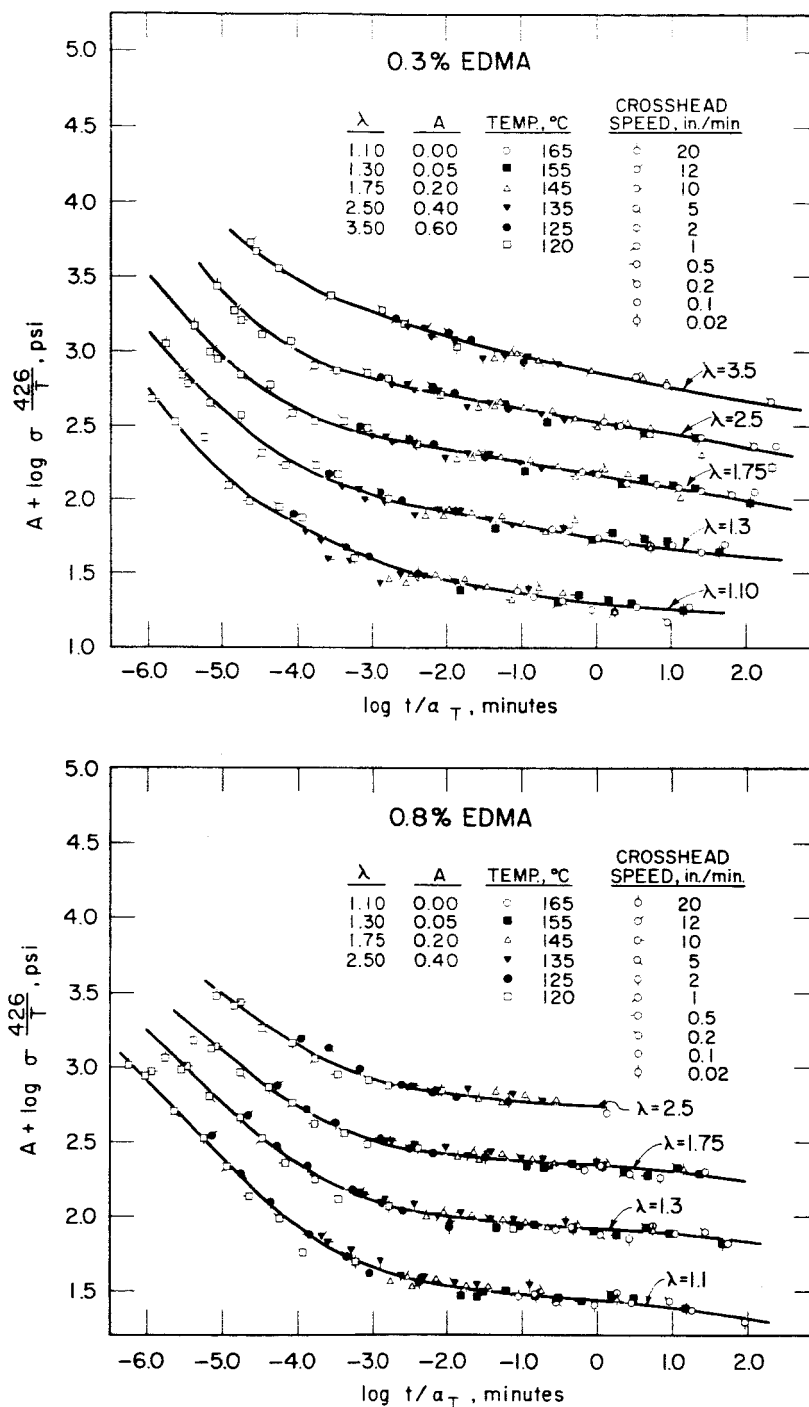 0.3% EDMA
CROSSHEAD
λ A TEMP., °C SPEED, in./min
1.10 0.00 165 20
1.30 0.05 155 12
1.75 0.20 145 10
2.50 0.40 135 5
3.50 0.60 125 2
120 1
0.5
0.2
0.1
0.02
5.0
4.5
4.0
3.5
3.0
2.5
2.0
1.5
1.0
A + log σ 426/T, psi
λ=3.5
λ=2.5
λ=1.75
λ=1.3
λ=1.10
-6.0 -5.0 -4.0 -3.0 -2.0 -1.0 0 1.0 2.0
log t/α T, minutes
0.8% EDMA
CROSSHEAD
λ A TEMP., °C SPEED, in./min.
1.10 0.00 165 20
1.30 0.05 155 12
1.75 0.20 145 10
2.50 0.40 135 5
125 2
120 1
0.5
0.2
0.1
0.02
5.0
4.5
4.0
3.5
3.0
2.5
2.0
1.5
A + log σ 426/T, psi
λ=2.5
λ=1.75
λ=1.3
λ=1.1
-6.0 -5.0 -4.0 -3.0 -2.0 -1.0 0 1.0 2.0
log t/α T, minutes